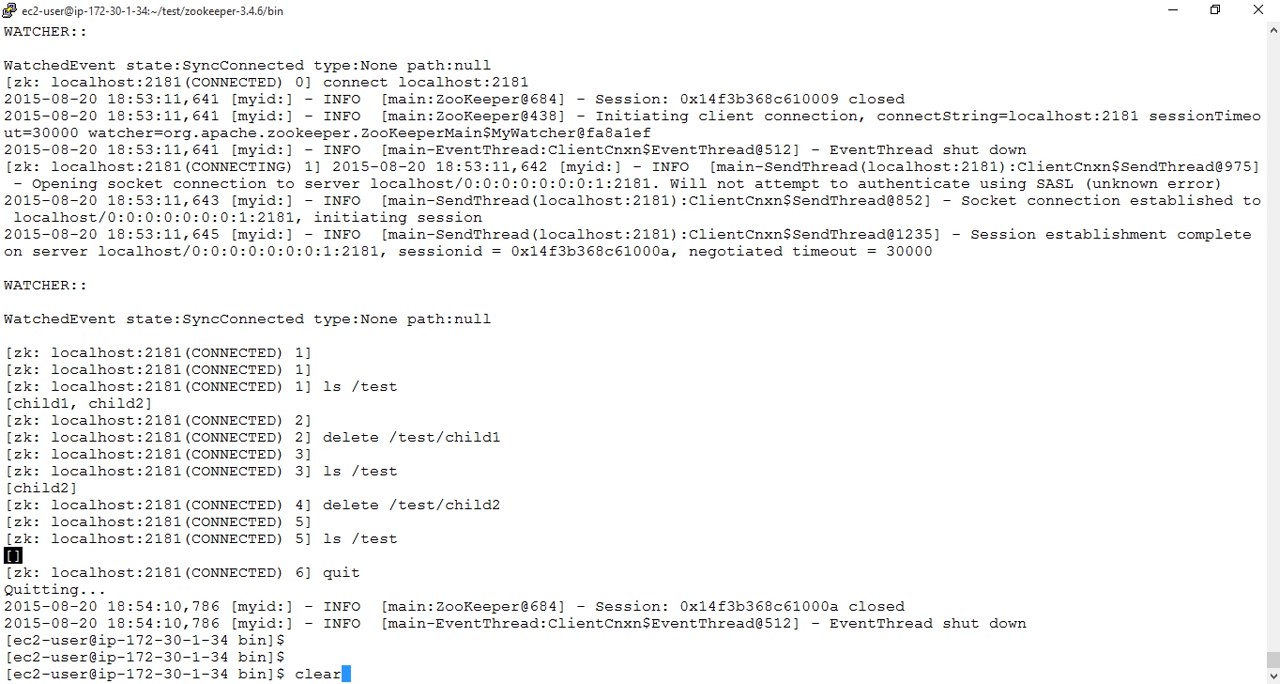 ec2-user@ip-172-30-1-34:~/test/zookeeper-3.4.6/bin
WATCHER::
WatchedEvent state:SyncConnected type:None path:null
[zk: localhost:2181(CONNECTED) 0] connect localhost:2181
2015-08-20 18:53:11,641 [myid:] - INFO  [main:ZooKeeper@684] - Session: 0x14f3b368c610009 closed
2015-08-20 18:53:11,641 [myid:] - INFO  [main:ZooKeeper@438] - Initiating client connection, connectString=localhost:2181 sessionTimeo
ut=30000 watcher=org.apache.zookeeper.ZooKeeperMain$MyWatcher@fa8a1ef
2015-08-20 18:53:11,641 [myid:] - INFO  [main-EventThread:ClientCnxn$EventThread@512] - EventThread shut down
[zk: localhost:2181(CONNECTING) 1] 2015-08-20 18:53:11,642 [myid:] - INFO  [main-SendThread(localhost:2181):ClientCnxn$SendThread@975]
- Opening socket connection to server localhost/0:0:0:0:0:0:0:1:2181. Will not attempt to authenticate using SASL (unknown error)
2015-08-20 18:53:11,643 [myid:] - INFO  [main-SendThread(localhost:2181):ClientCnxn$SendThread@852] - Socket connection established to
localhost/0:0:0:0:0:0:0:1:2181, initiating session
2015-08-20 18:53:11,645 [myid:] - INFO  [main-SendThread(localhost:2181):ClientCnxn$SendThread@1235] - Session establishment complete
on server localhost/0:0:0:0:0:0:0:1:2181, sessionid = 0x14f3b368c61000a, negotiated timeout = 30000
WATCHER::
WatchedEvent state:SyncConnected type:None path:null
[zk: localhost:2181(CONNECTED) 1]
[zk: localhost:2181(CONNECTED) 1]
[zk: localhost:2181(CONNECTED) 1] ls /test
[child1, child2]
[zk: localhost:2181(CONNECTED) 2]
[zk: localhost:2181(CONNECTED) 2] delete /test/child1
[zk: localhost:2181(CONNECTED) 3]
[zk: localhost:2181(CONNECTED) 3] ls /test
[child2]
[zk: localhost:2181(CONNECTED) 4] delete /test/child2
[zk: localhost:2181(CONNECTED) 5]
[zk: localhost:2181(CONNECTED) 5] ls /test
[]
[zk: localhost:2181(CONNECTED) 6] quit
Quitting...
2015-08-20 18:54:10,786 [myid:] - INFO  [main:ZooKeeper@684] - Session: 0x14f3b368c61000a closed
2015-08-20 18:54:10,786 [myid:] - INFO  [main-EventThread:ClientCnxn$EventThread@512] - EventThread shut down
[ec2-user@ip-172-30-1-34 bin]$
[ec2-user@ip-172-30-1-34 bin]$
[ec2-user@ip-172-30-1-34 bin]$ clear